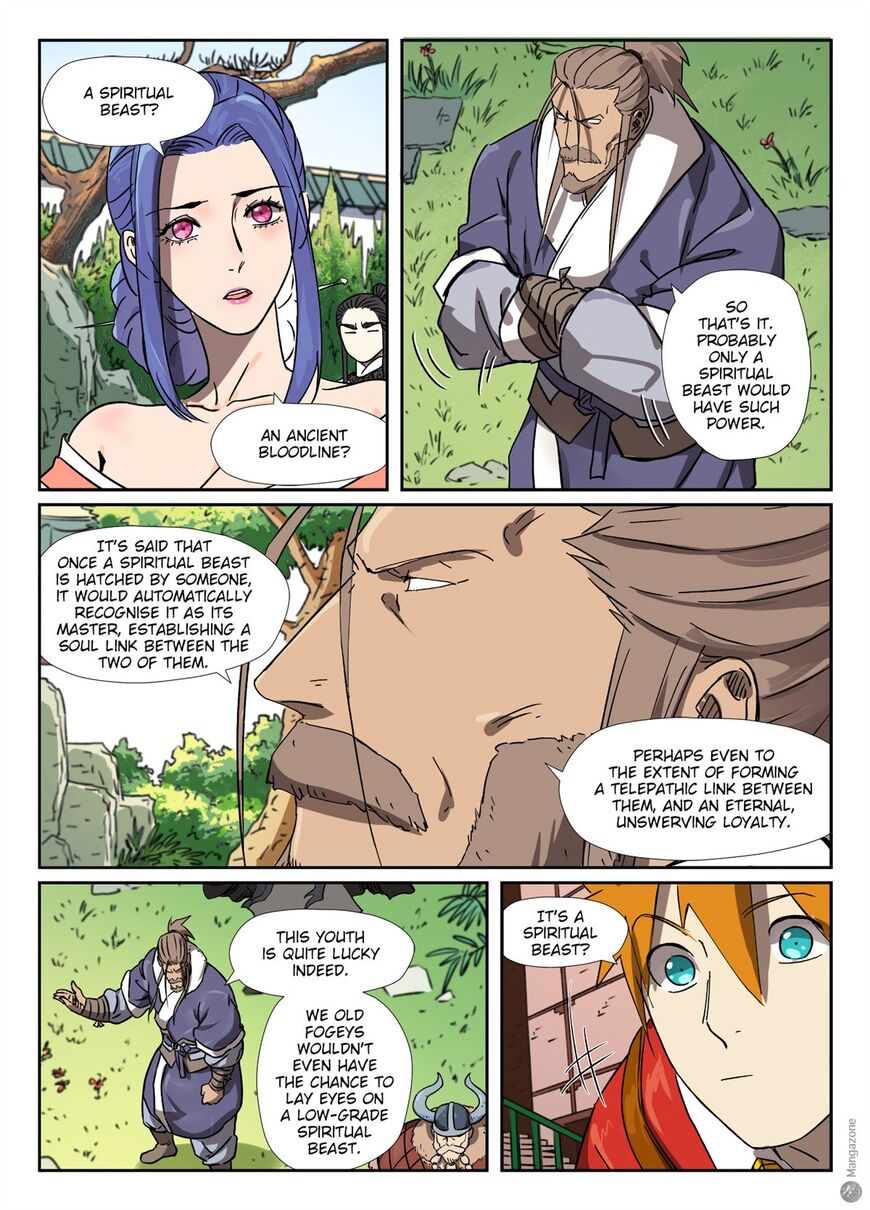 A SPIRITUAL
BEAST?
AN ANCIENT
BLOODLINE?
SO
THAT'S IT.
PROBABLY
ONLY A
SPIRITUAL
BEAST WOULD
HAVE SUCH
POWER.
IT'S SAID THAT
ONCE A SPIRITUAL BEAST
IS HATCHED BY SOMEONE,
IT WOULD AUTOMATICALLY
RECOGNISE IT AS ITS
MASTER, ESTABLISHING A
SOUL LINK BETWEEN THE
TWO OF THEM.
PERHAPS EVEN TO
THE EXTENT OF FORMING
A TELEPATHIC LINK BETWEEN
THEM, AND AN ETERNAL,
UNSWERVING LOYALTY.
THIS YOUTH
IS QUITE LUCKY
INDEED.
WE OLD
FOGEYS
WOULDN'T
EVEN HAVE
THE CHANCE TO
LAY EYES ON
A LOW-GRADE
SPIRITUAL
BEAST.
IT'S A
SPIRITUAL
BEAST?
Mangazone